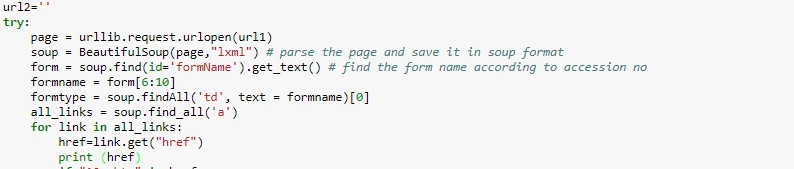 url2=''
try:
    page = urllib.request.urlopen(url1)
    soup = BeautifulSoup(page,"lxml") # parse the page and save it in soup format
    form = soup.find(id='formName').get_text() # find the form name according to accession no
    formname = form[6:10]
    formtype = soup.findAll('td', text = formname)[0]
    all_links = soup.find_all('a')
    for link in all_links:
        href=link.get("href")
        print (href)